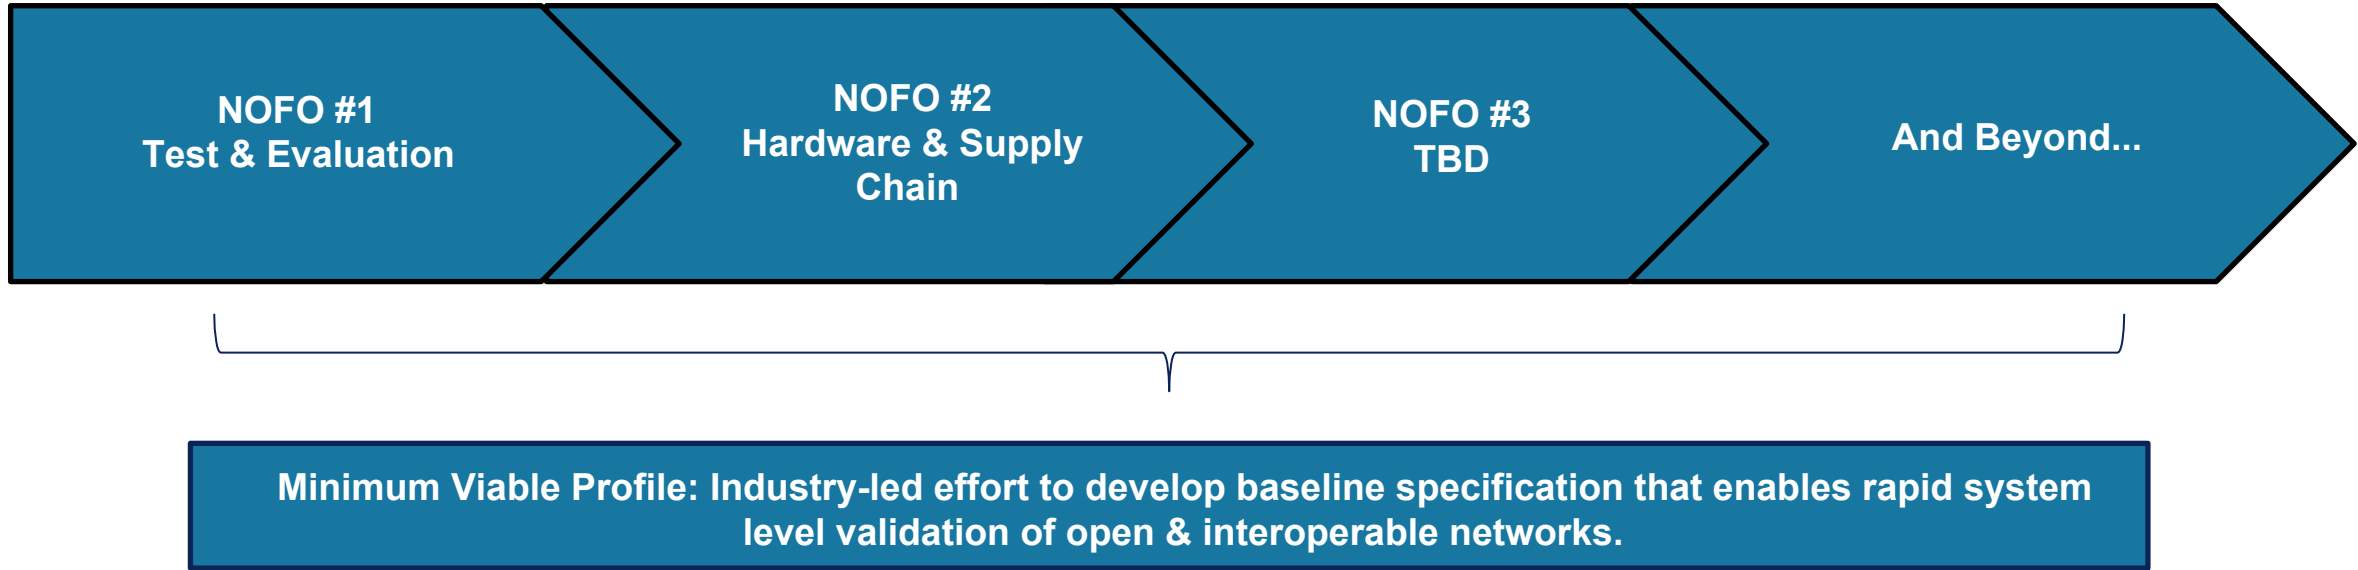 NOFO #1
Test & Evaluation
NOFO #2
Hardware & Supply
Chain
NOFO #3
TBD
And Beyond...
Minimum Viable Profile: Industry-led effort to develop baseline specification that enables rapid system
level validation of open & interoperable networks.